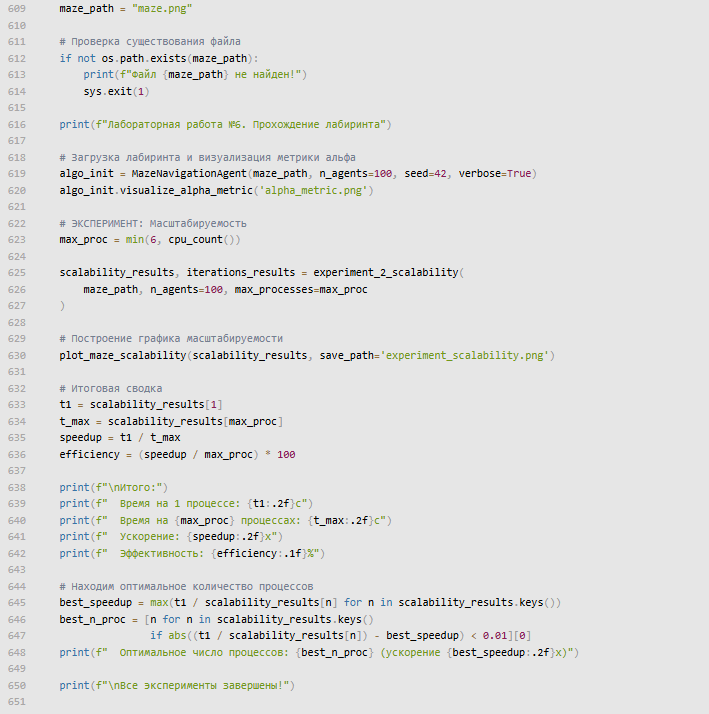 609 maze_path = "maze.png"
610
611 # Проверка существования файла
612 if not os.path.exists(maze_path):
613 print(f"Файл {maze_path} не найден!")
614 sys.exit(1)
615
616 print(f"Лабораторная работа №6. Прохождение лабиринта")
617
618 # Загрузка лабиринта и визуализация метрики альфа
619 algo_init = MazeNavigationAgent(maze_path, n_agents=100, seed=42, verbose=True)
620 algo_init.visualize_alpha_metric('alpha_metric.png')
621
622 # ЭКСПЕРИМЕНТ: Масштабируемость
623 max_proc = min(6, cpu_count())
624
625 scalability_results, iterations_results = experiment_2_scalability(
626 maze_path, n_agents=100, max_processes=max_proc
627 )
628
629 # Построение графика масштабируемости
630 plot_maze_scalability(scalability_results, save_path='experiment_scalability.png')
631
632 # Итоговая сводка
633 t1 = scalability_results[1]
634 t_max = scalability_results[max_proc]
635 speedup = t1 / t_max
636 efficiency = (speedup / max_proc) * 100
637
638 print(f"\nИтого:")
639 print(f"  Время на 1 процессе: {t1:.2f}с")
640 print(f"  Время на {max_proc} процессах: {t_max:.2f}с")
641 print(f"  Ускорение: {speedup:.2f}x")
642 print(f"  Эффективность: {efficiency:.1f}%")
643
644 # Находим оптимальное количество процессов
645 best_speedup = max(t1 / scalability_results[n] for n in scalability_results.keys())
646 best_n_proc = [n for n in scalability_results.keys()
647 if abs((t1 / scalability_results[n]) - best_speedup) < 0.01][0]
648 print(f"  Оптимальное число процессов: {best_n_proc} (ускорение {best_speedup:.2f}x)")
649
650 print(f"\nВсе эксперименты завершены!")
651